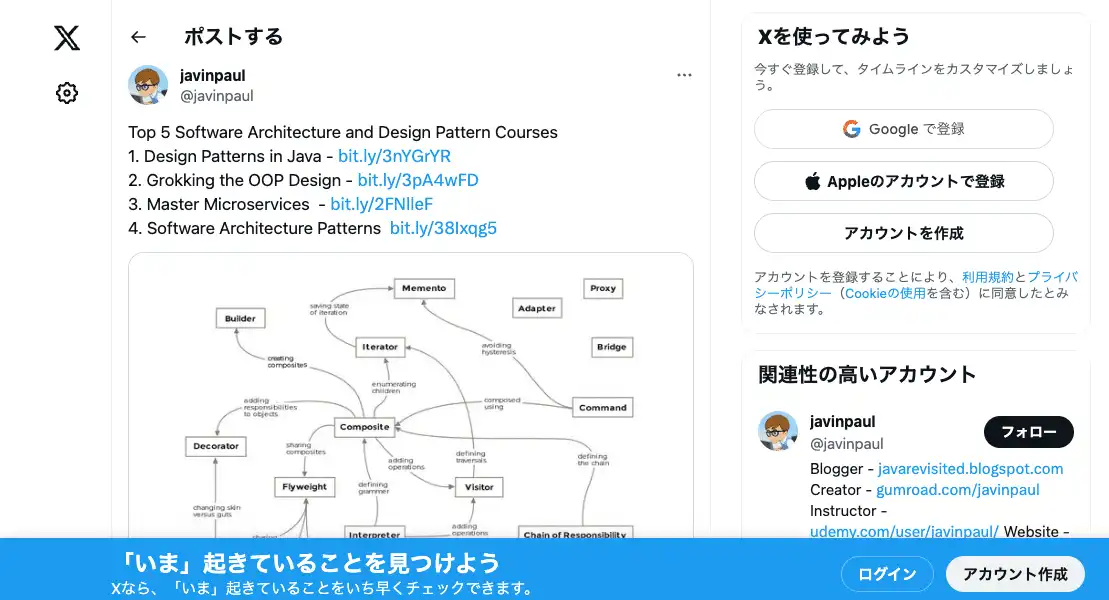 ポストする
javinpaul
@javinpaul
Top 5 Software Architecture and Design Pattern Courses
1. Design Patterns in Java - bit.ly/3nYGrYR
2. Grokking the OOP Design - bit.ly/3pA4wFD
3. Master Microservices - bit.ly/2FNlleF
4. Software Architecture Patterns bit.ly/38Ixqg5
Memento
Proxy
saving state
of iteration
Adapter
Builder
Iterator
avoiding
hysteresis
Bridge
creating
composites
enumerating
children
adding
responsibilities
to objects
composed
using
Command
Composite
Decorator
sharing
composites
adding
operations
defining
traversals
defining
the chain
Flyweight
defining
grammer
Visitor
changing skin
versus guts
adding
operations
Interpreter
Chain of Responsibility
Xを使ってみよう
今すぐ登録して、タイムラインをカスタマイズしましょ
う。
Google で登録
Appleのアカウントで登録
アカウントを作成
アカウントを登録することにより、利用規約とプライバ
シーポリシー（Cookieの使用を含む）に同意したとみ
なされます。
関連性の高いアカウント
javinpaul
@javinpaul
フォロー
Blogger - javarevisited.blogspot.com
Creator - gumroad.com/javinpaul
Instructor -
udemy.com/user/javinpaul/ Website -
「いま」起きていることを見つけよう
Xなら、「いま」起きていることをいち早くチェックできます。
ログイン
アカウント作成